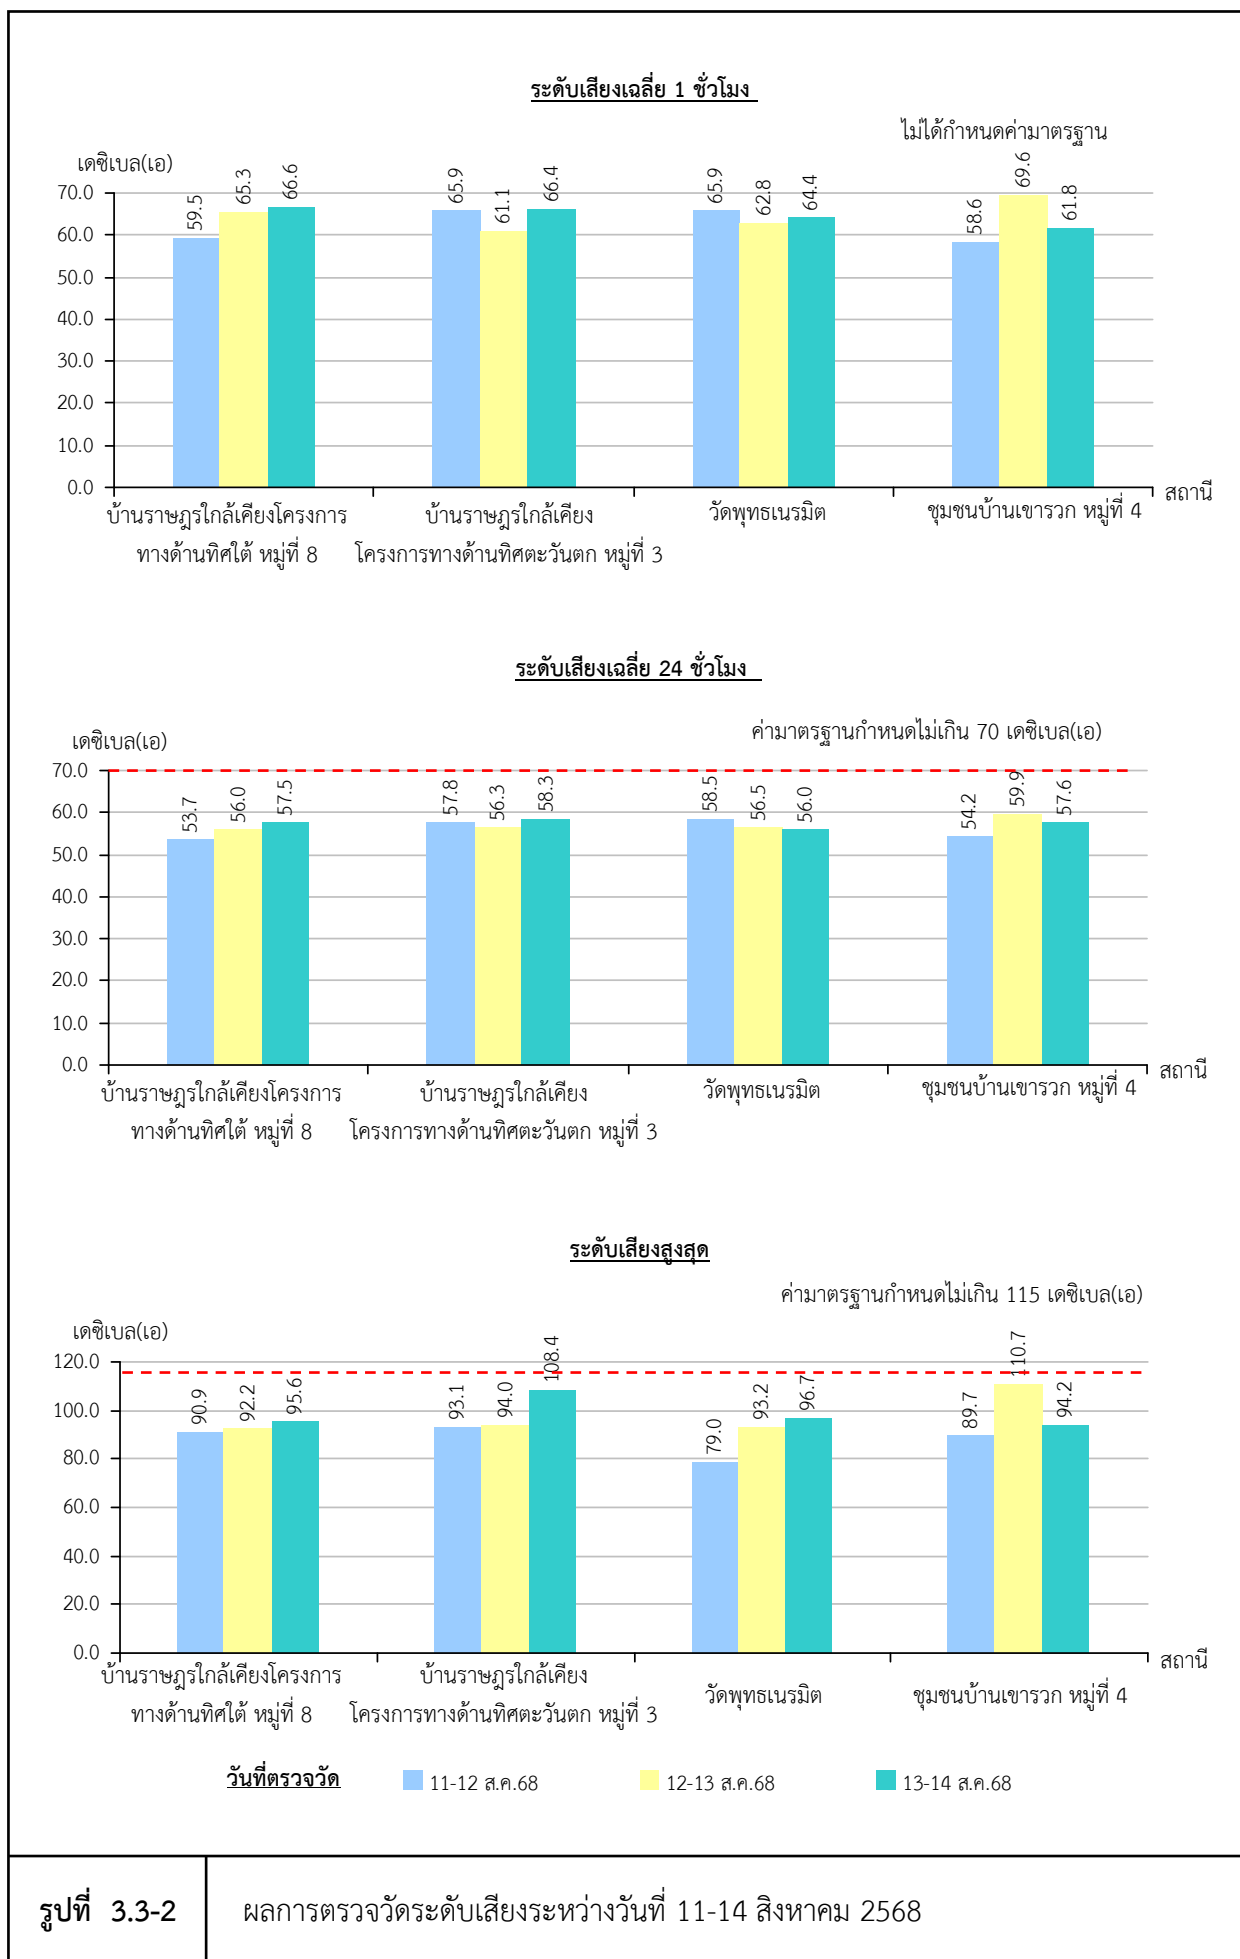 ระดับเสียงเฉลี่ย 1 ชั่วโมง
ไม่ได้กำหนดค่ามาตรฐาน
เดซิเบล(เอ)
70.0
60.0
50.0
40.0
30.0
20.0
10.0
0.0
59.5 65.3 66.6 65.9 61.1 66.4 65.9 62.8 64.4 58.6 69.6 61.8
สถานี
บ้านราษฎรใกล้เคียงโครงการ บ้านราษฎรใกล้เคียง วัดพุทธเนรมิต ชุมชนบ้านเขารวก หมู่ที่ 4
ทางด้านทิศใต้ หมู่ที่ 8 โครงการทางด้านทิศตะวันตก หมู่ที่ 3
ระดับเสียงเฉลี่ย 24 ชั่วโมง
ค่ามาตรฐานกำหนดไม่เกิน 70 เดซิเบล(เอ)
เดซิเบล(เอ)
70.0
60.0
50.0
40.0
30.0
20.0
10.0
0.0
53.7 56.0 57.5 57.8 56.3 58.3 58.5 56.5 56.0 54.2 59.9 57.6
สถานี
บ้านราษฎรใกล้เคียงโครงการ บ้านราษฎรใกล้เคียง วัดพุทธเนรมิต ชุมชนบ้านเขารวก หมู่ที่ 4
ทางด้านทิศใต้ หมู่ที่ 8 โครงการทางด้านทิศตะวันตก หมู่ที่ 3
ระดับเสียงสูงสุด
ค่ามาตรฐานกำหนดไม่เกิน 115 เดซิเบล(เอ)
เดซิเบล(เอ)
120.0
100.0
80.0
60.0
40.0
20.0
0.0
90.9 92.2 95.6 93.1 94.0 108.4 79.0 93.2 96.7 89.7 110.7 94.2
สถานี
บ้านราษฎรใกล้เคียงโครงการ บ้านราษฎรใกล้เคียง วัดพุทธเนรมิต ชุมชนบ้านเขารวก หมู่ที่ 4
ทางด้านทิศใต้ หมู่ที่ 8 โครงการทางด้านทิศตะวันตก หมู่ที่ 3
วันที่ตรวจวัด 11-12 ส.ค.68 12-13 ส.ค.68 13-14 ส.ค.68
รูปที่ 3.3-2 ผลการตรวจวัดระดับเสียงระหว่างวันที่ 11-14 สิงหาคม 2568